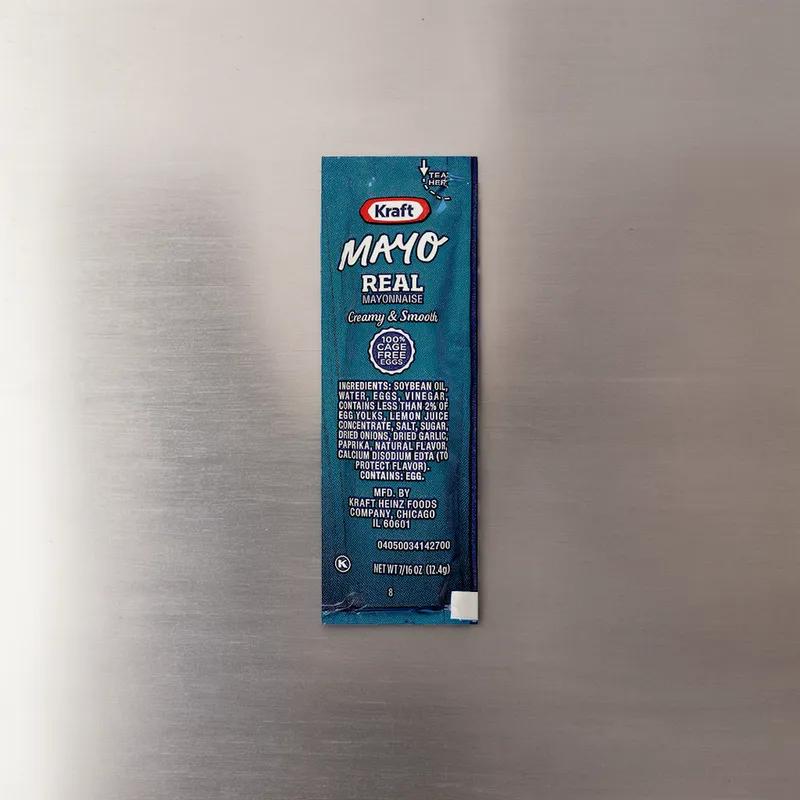 TEAR
HERE
Kraft
MAYO
REAL
MAYONNAISE
Creamy & Smooth
100%
CAGE
FREE
EGGS
INGREDIENTS: SOYBEAN OIL,
WATER, EGGS, VINEGAR,
CONTAINS LESS THAN 2% OF
EGG YOLKS, LEMON JUICE
CONCENTRATE, SALT, SUGAR,
DRIED ONIONS, DRIED GARLIC,
PAPRIKA, NATURAL FLAVOR,
CALCIUM DISODIUM EDTA (TO
PROTECT FLAVOR).
CONTAINS: EGG.
MFD. BY
KRAFT HEINZ FOODS
COMPANY, CHICAGO
IL 60601
04050034142700
K
NET WT 7/16 OZ (12.4g)
8